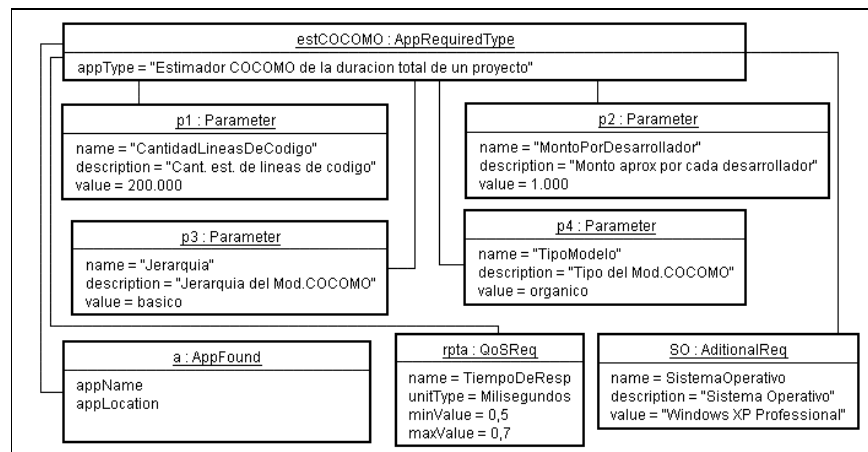 estCOCOMO : AppRequiredType
appType = "Estimador COCOMO de la duracion total de un proyecto"
p1 : Parameter
name = "CantidadLineasDeCodigo"
description = "Cant. est. de lineas de codigo"
value = 200.000
p2 : Parameter
name = "MontoPorDesarrollador"
description = "Monto aprox por cada desarrollador"
value = 1.000
p3 : Parameter
name = "Jerarquia"
description = "Jerarquia del Mod.COCOMO"
value = basico
p4 : Parameter
name = "TipoModelo"
description = "Tipo del Mod.COCOMO"
value = organico
a : AppFound
appName
appLocation
rpta : QoSReq
name = TiempoDeResp
unitType = Milisegundos
minValue = 0,5
maxValue = 0,7
SO : AditionalReq
name = SistemaOperativo
description = "Sistema Operativo"
value = "Windows XP Professional"